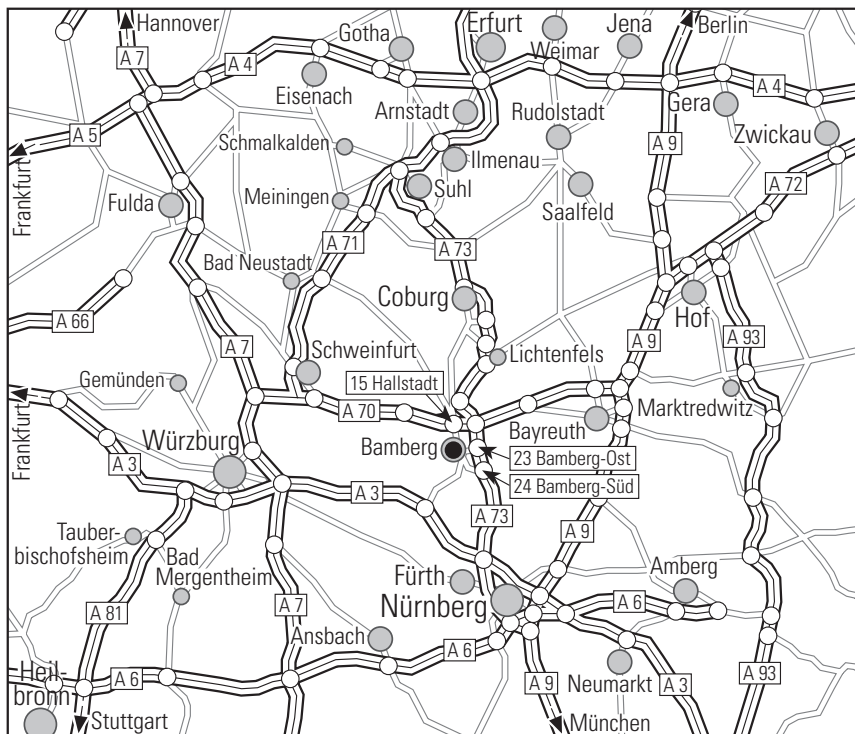 Hannover
Gotha
Erfurt
Weimar
Jena
Berlin
A 7
A 4
Eisenach
Arnstadt
Rudolstadt
Gera
A 4
A 5
Schmalkalden
Ilmenau
A 9
Zwickau
Frankfurt
Fulda
Meiningen
Suhl
Saalfeld
A 72
A 71
A 73
Bad Neustadt
Coburg
Hof
A 66
A 7
Schweinfurt
Lichtenfels
A 9
A 93
Gemünden
15 Hallstadt
A 70
Marktredwitz
Frankfurt
Würzburg
Bamberg
Bayreuth
A 3
23 Bamberg-Ost
24 Bamberg-Süd
A 3
A 73
A 9
Tauber-
bischofsheim
Bad
Mergentheim
Fürth
Amberg
A 81
A 7
Nürnberg
A 6
Ansbach
A 6
Heil-
bronn
A 6
A 9
Neumarkt
A 3
A 93
Stuttgart
München